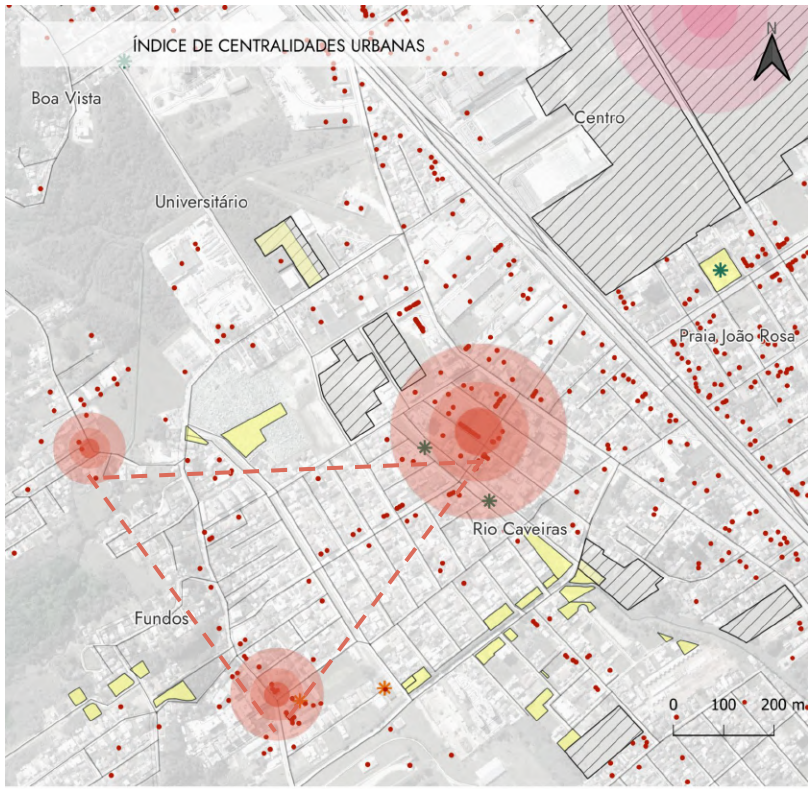 N
ÍNDICE DE CENTRALIDADES URBANAS
Boa Vista
Centro
Universitário
Praia João Rosa
Rio Caveiras
Fundos
0 100 200 m